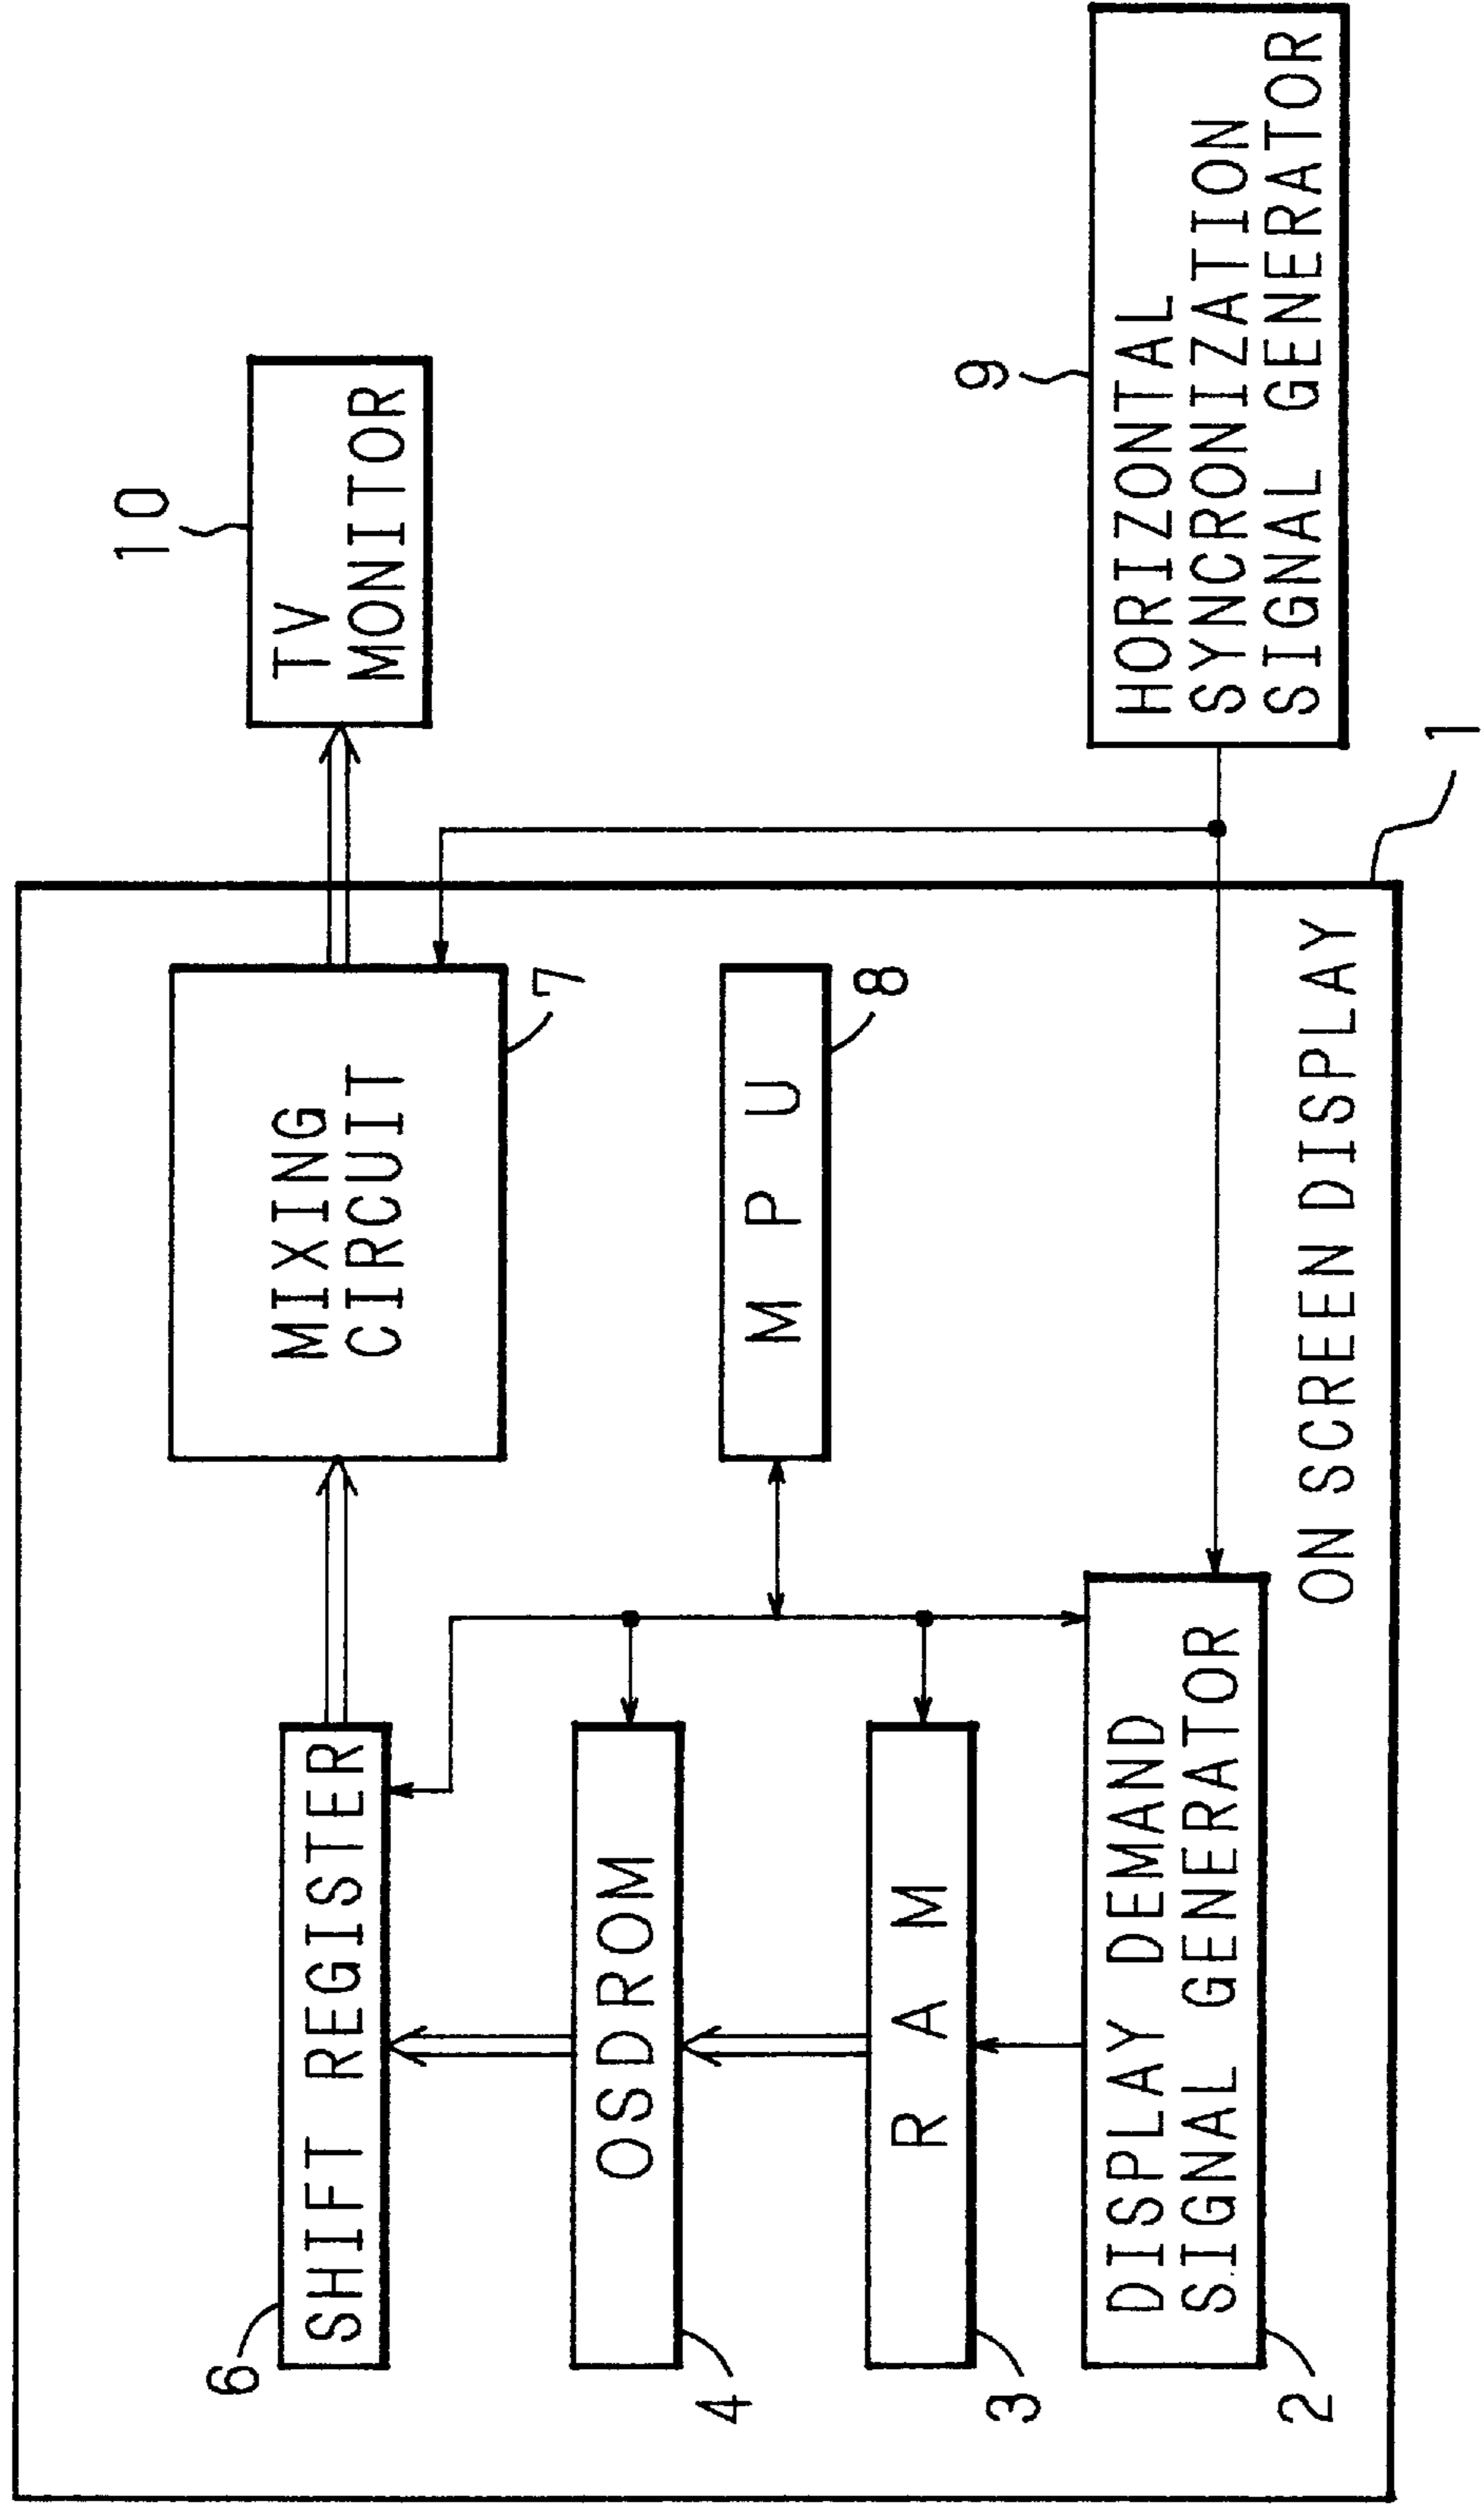 6
SHIFT REGISTER
MIXING
CIRCUIT
7
10
TV
MONITOR
4
OSDROM
M P U
8
3
R A M
9
2
DISPLAY DEMAND
SIGNAL GENERATOR
HORIZONTAL
SYNCRONIZATION
SIGNAL GENERATOR
ON SCREEN DISPLAY
1